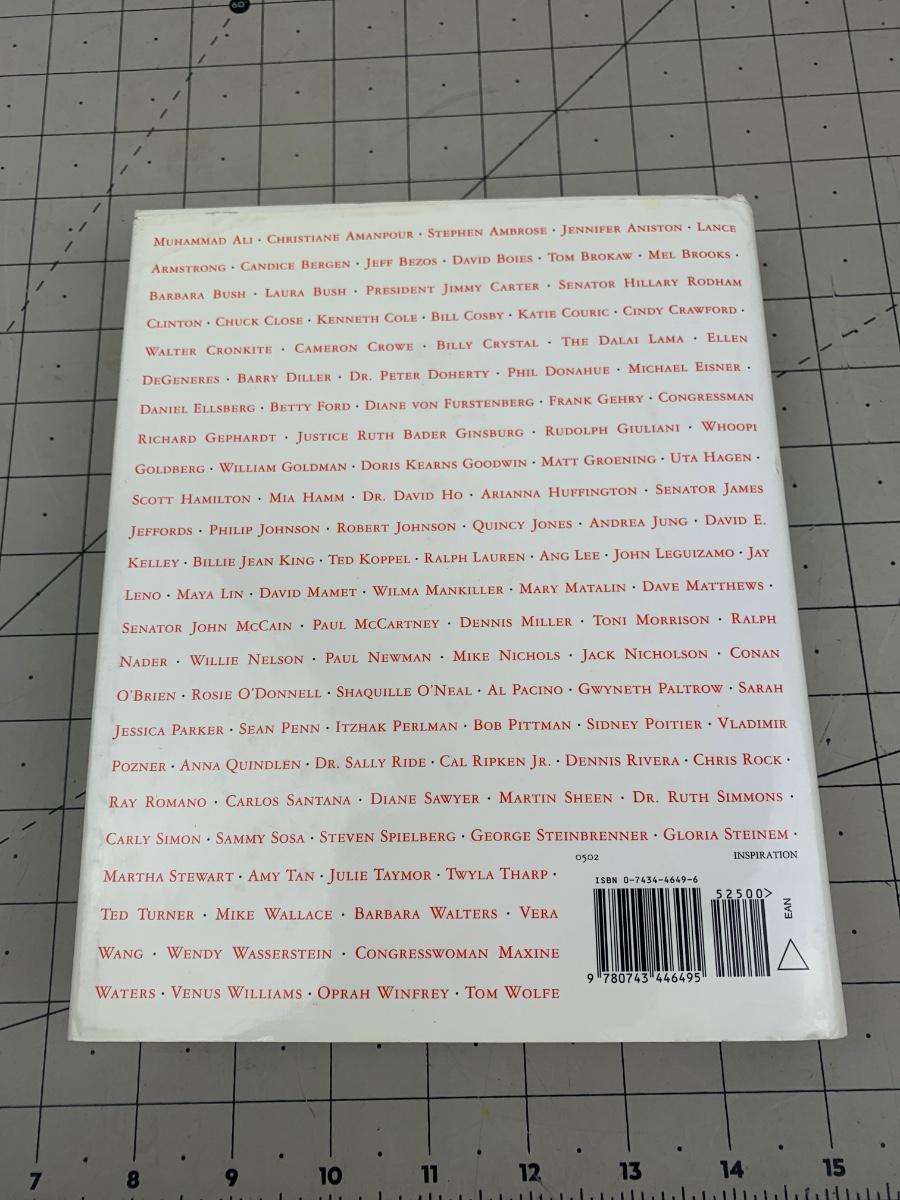 60°
Muhammad Ali · Christiane Amanpour · Stephen Ambrose · Jennifer Aniston · Lance
Armstrong · Candice Bergen · Jeff Bezos · David Boies · Tom Brokaw · Mel Brooks ·
Barbara Bush · Laura Bush · President Jimmy Carter · Senator Hillary Rodham
Clinton · Chuck Close · Kenneth Cole · Bill Cosby · Katie Couric · Cindy Crawford ·
Walter Cronkite · Cameron Crowe · Billy Crystal · The Dalai Lama · Ellen
DeGeneres · Barry Diller · Dr. Peter Doherty · Phil Donahue · Michael Eisner ·
Daniel Ellsberg · Betty Ford · Diane von Furstenberg · Frank Gehry · Congressman
Richard Gephardt · Justice Ruth Bader Ginsburg · Rudolph Giuliani · Whoopi
Goldberg · William Goldman · Doris Kearns Goodwin · Matt Groening · Uta Hagen ·
Scott Hamilton · Mia Hamm · Dr. David Ho · Arianna Huffington · Senator James
Jeffords · Philip Johnson · Robert Johnson · Quincy Jones · Andrea Jung · David E.
Kelley · Billie Jean King · Ted Koppel · Ralph Lauren · Ang Lee · John Leguizamo · Jay
Leno · Maya Lin · David Mamet · Wilma Mankiller · Mary Matalin · Dave Matthews ·
Senator John McCain · Paul McCartney · Dennis Miller · Toni Morrison · Ralph
Nader · Willie Nelson · Paul Newman · Mike Nichols · Jack Nicholson · Conan
O'Brien · Rosie O'Donnell · Shaquille O'Neal · Al Pacino · Gwyneth Paltrow · Sarah
Jessica Parker · Sean Penn · Itzhak Perlman · Bob Pittman · Sidney Poitier · Vladimir
Pozner · Anna Quindlen · Dr. Sally Ride · Cal Ripken Jr. · Dennis Rivera · Chris Rock ·
Ray Romano · Carlos Santana · Diane Sawyer · Martin Sheen · Dr. Ruth Simmons ·
Carly Simon · Sammy Sosa · Steven Spielberg · George Steinbrenner · Gloria Steinem ·
Martha Stewart · Amy Tan · Julie Taymor · Twyla Tharp ·
Ted Turner · Mike Wallace · Barbara Walters · Vera
Wang · Wendy Wasserstein · Congresswoman Maxine
Waters · Venus Williams · Oprah Winfrey · Tom Wolfe
0502 INSPIRATION
ISBN 0-7434-4649-6
52500>
EAN
9 780743 446495
7 8 9 10 11 12 13 14 15